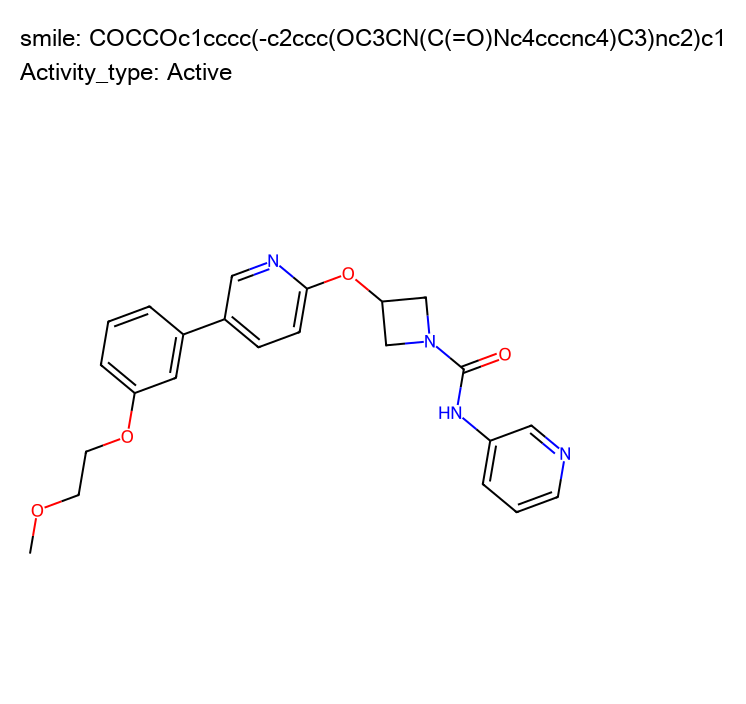 smile: COCCOc1cccc(-c2ccc(OC3CN(C(=O)Nc4cccnc4)C3)nc2)c1
Activity_type: Active
N
O
N
O
HN
N
O
O